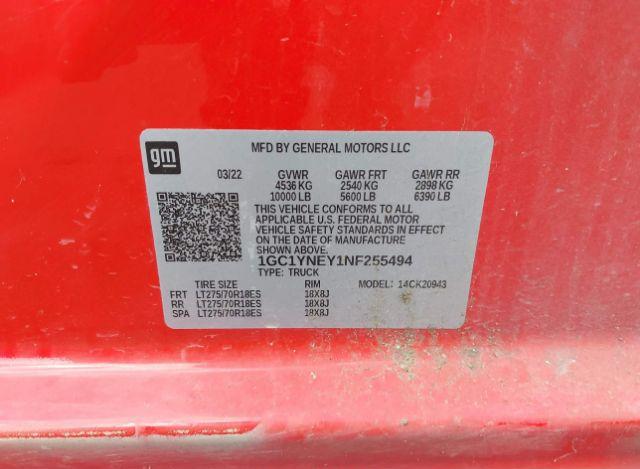 gm
MFD BY GENERAL MOTORS LLC
03/22 GVWR GAWR FRT GAWR RR
4536 KG 2540 KG 2898 KG
10000 LB 5600 LB 6390 LB
THIS VEHICLE CONFORMS TO ALL
APPLICABLE U.S. FEDERAL MOTOR
VEHICLE SAFETY STANDARDS IN EFFECT
ON THE DATE OF MANUFACTURE
SHOWN ABOVE.
1GC1YNEY1NF255494
TYPE: TRUCK
TIRE SIZE RIM MODEL: 14CK20943
FRT LT275/70R18ES 18X8J
RR LT275/70R18ES 18X8J
SPA LT275/70R18ES 18X8J